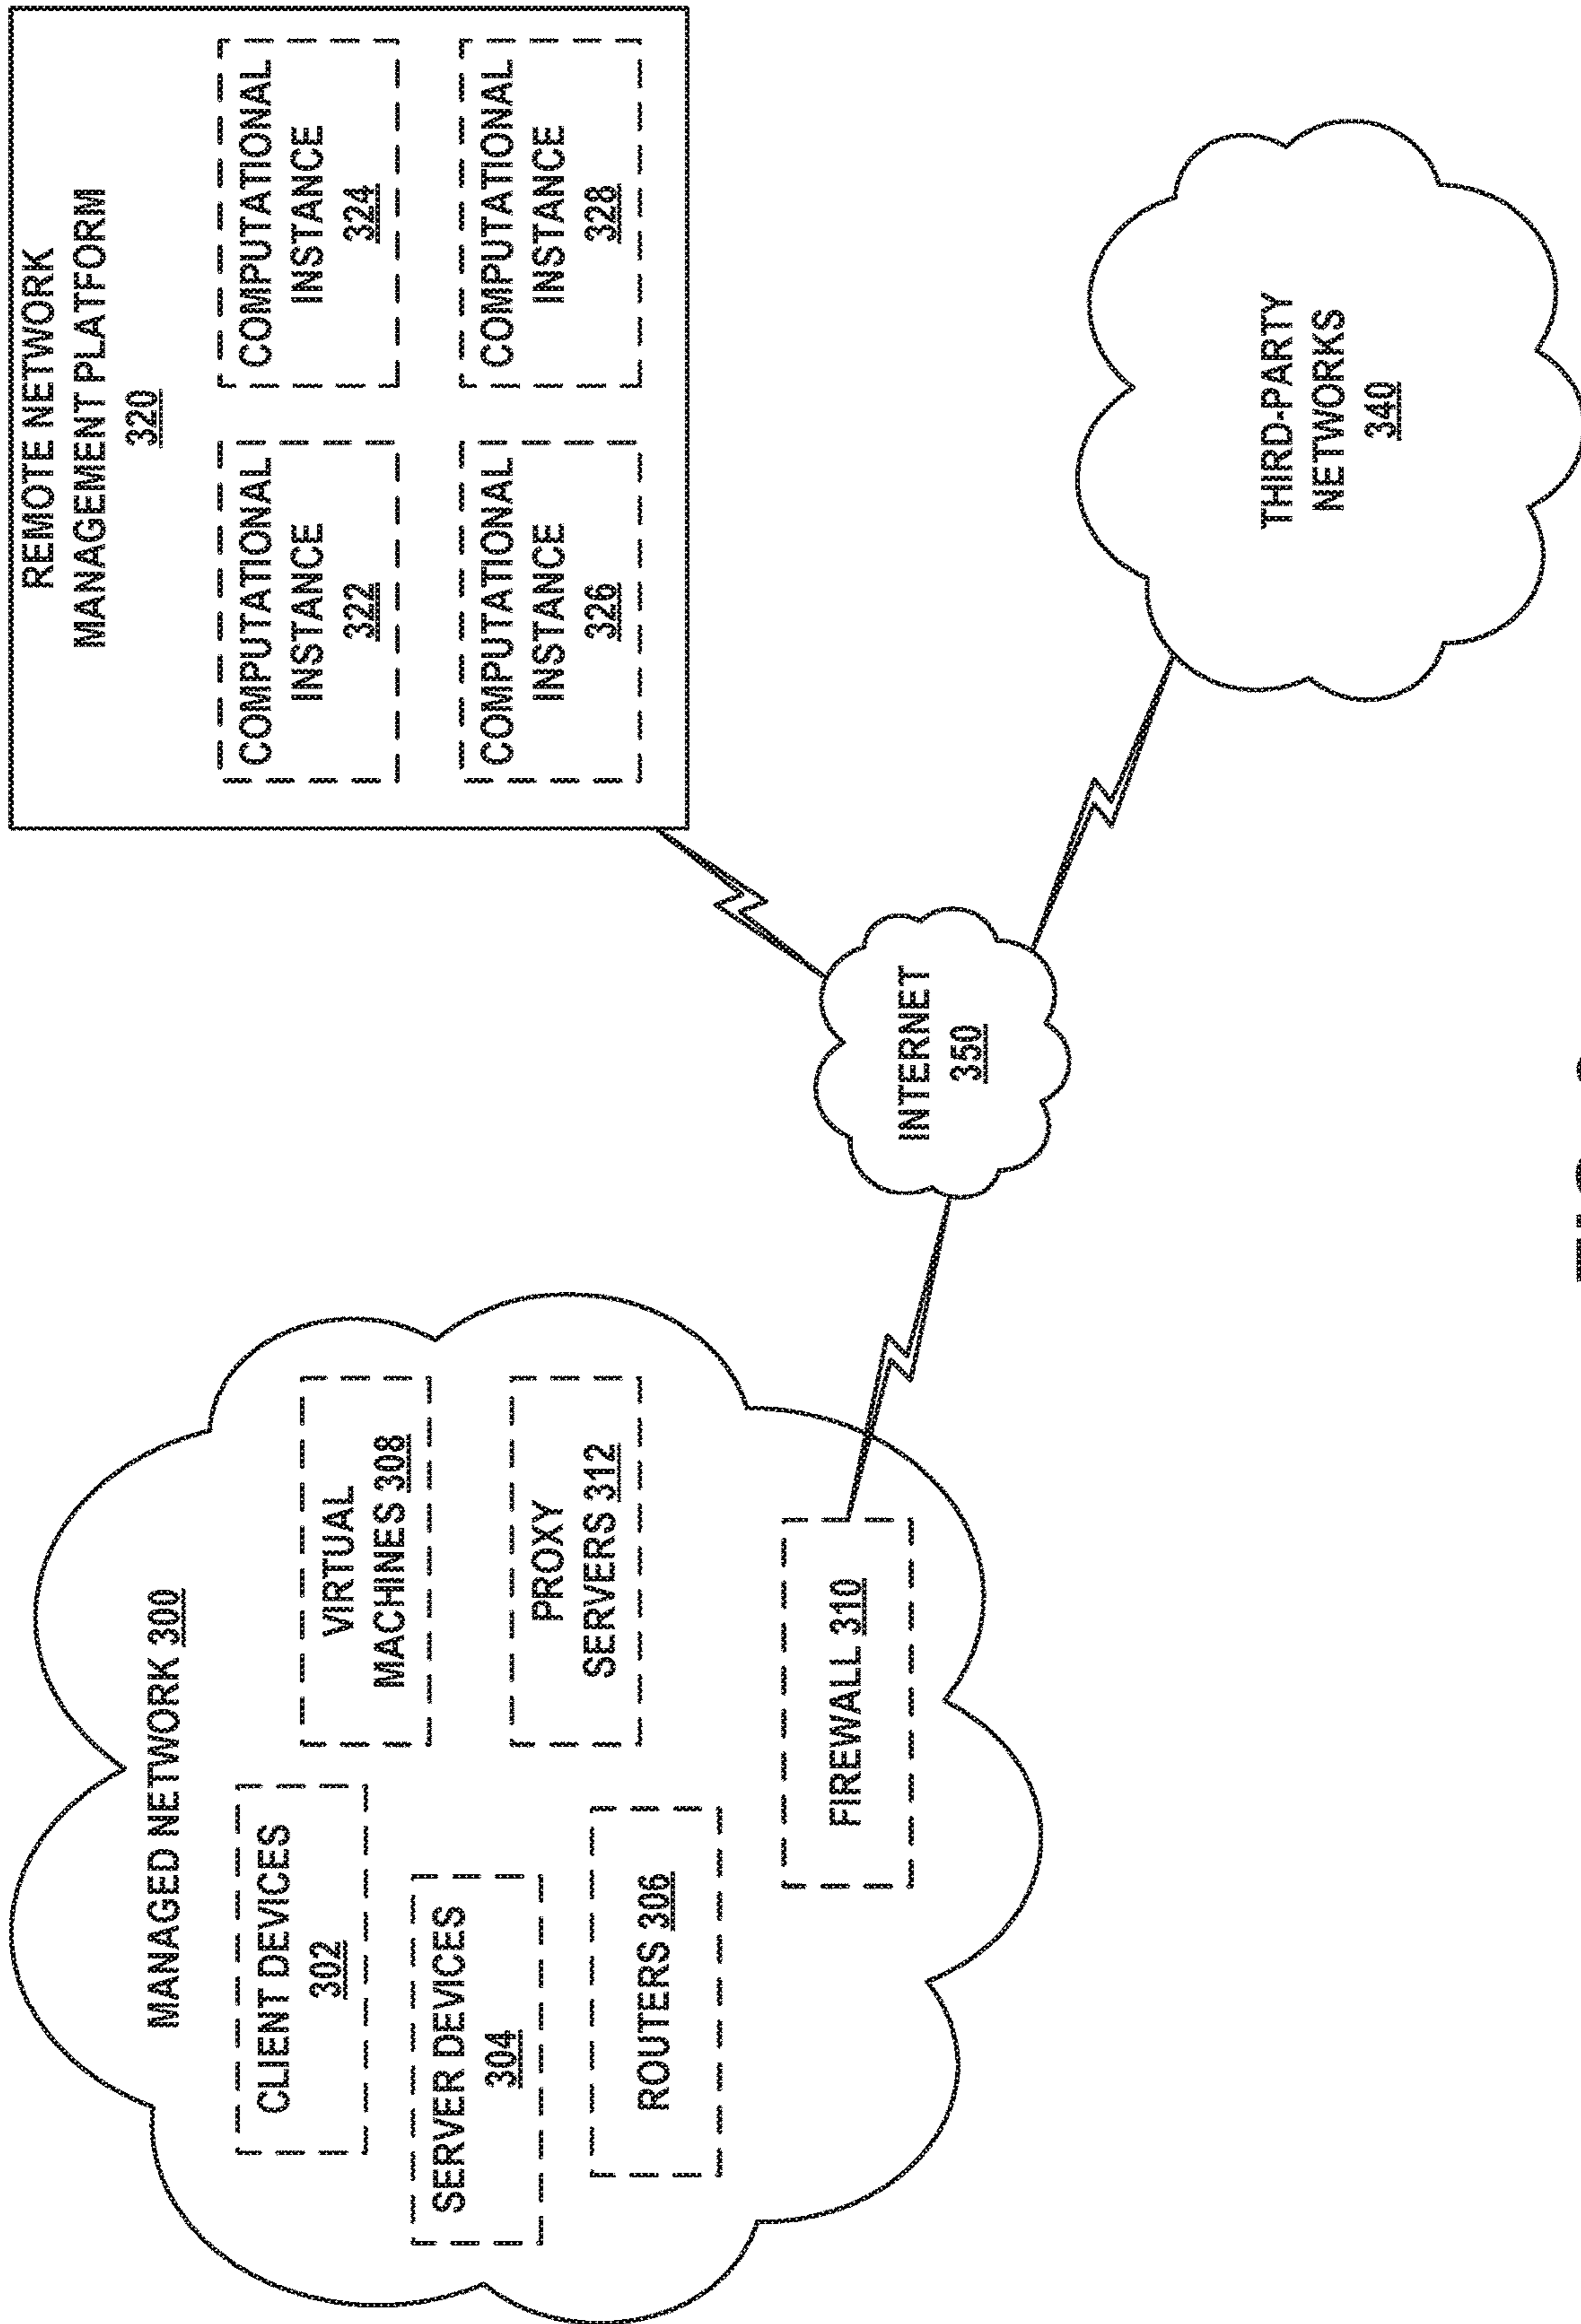 MANAGED NETWORK 300
CLIENT DEVICES
302
SERVER DEVICES
304
ROUTERS 306
VIRTUAL
MACHINES 308
PROXY
SERVERS 312
FIREWALL 310
INTERNET
350
REMOTE NETWORK
MANAGEMENT PLATFORM
320
COMPUTATIONAL
INSTANCE
322
COMPUTATIONAL
INSTANCE
324
COMPUTATIONAL
INSTANCE
326
COMPUTATIONAL
INSTANCE
328
THIRD-PARTY
NETWORKS
340